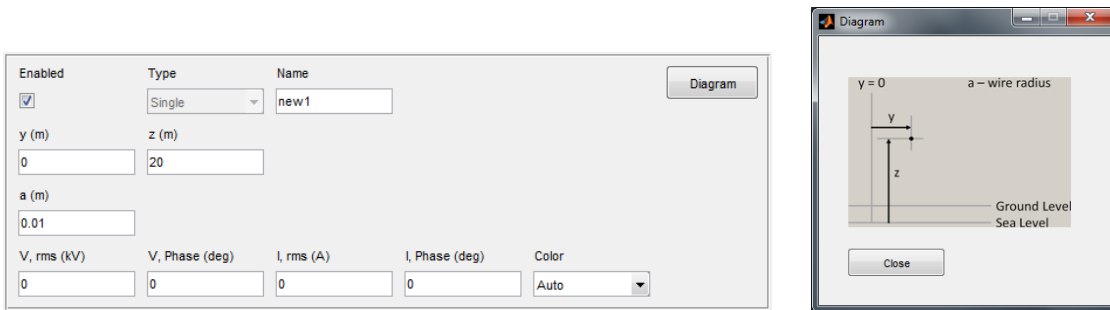 Enabled Type Name
Single new1 Diagram
y (m) z (m)
0 20
a (m)
0.01
V, rms (kV) V, Phase (deg) I, rms (A) I, Phase (deg) Color
0 0 0 0 Auto
Diagram
y = 0 a – wire radius
y
z
Ground Level
Sea Level
Close